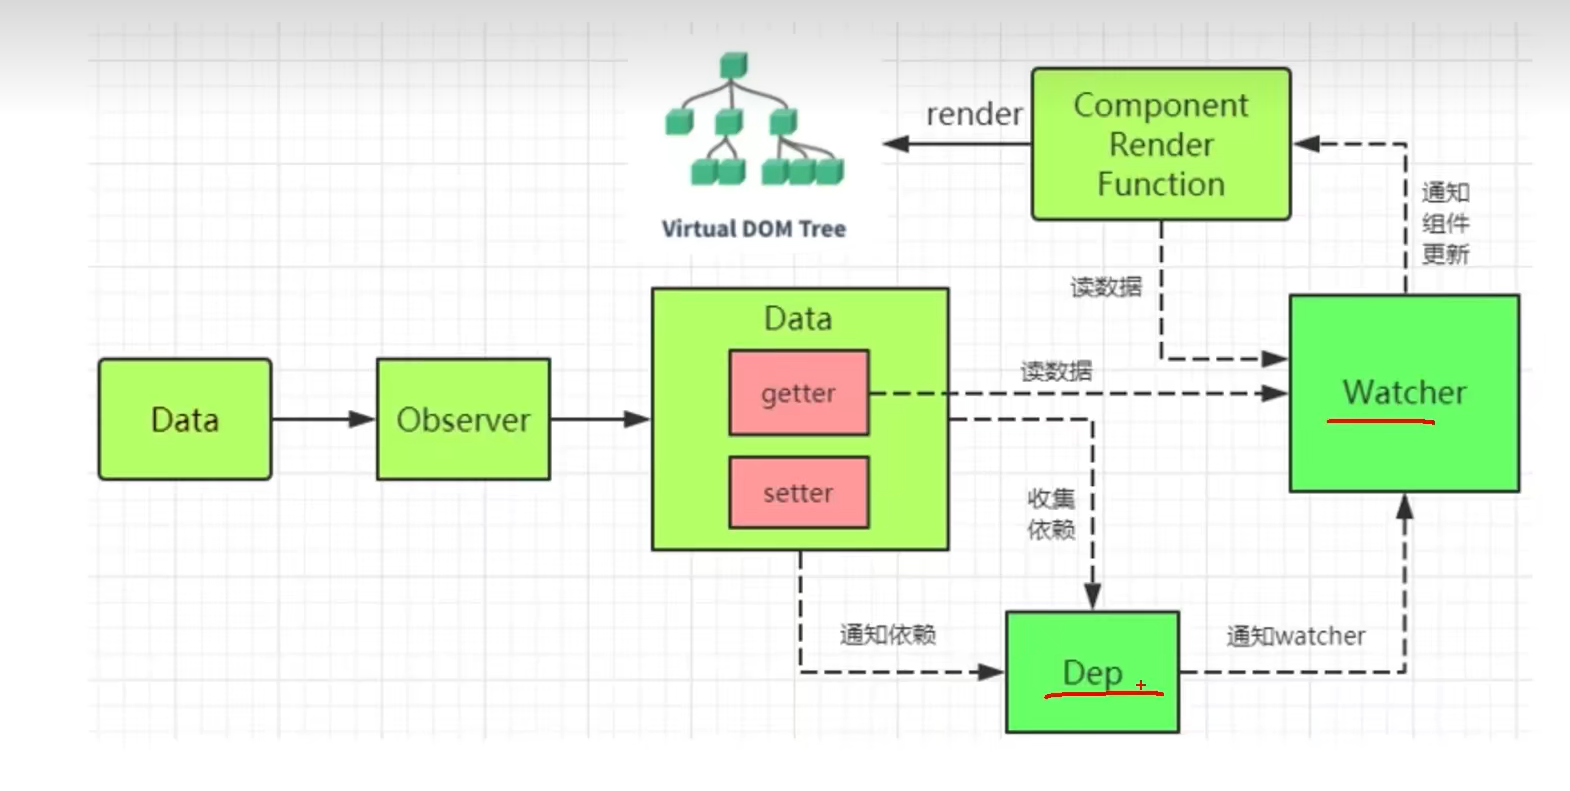 render
Component
Render
Function
Virtual DOM Tree
通知
组件
更新
读数据
Data
getter
setter
读数据
Data
Observer
Watcher
收集
依赖
通知依赖
Dep
通知watcher